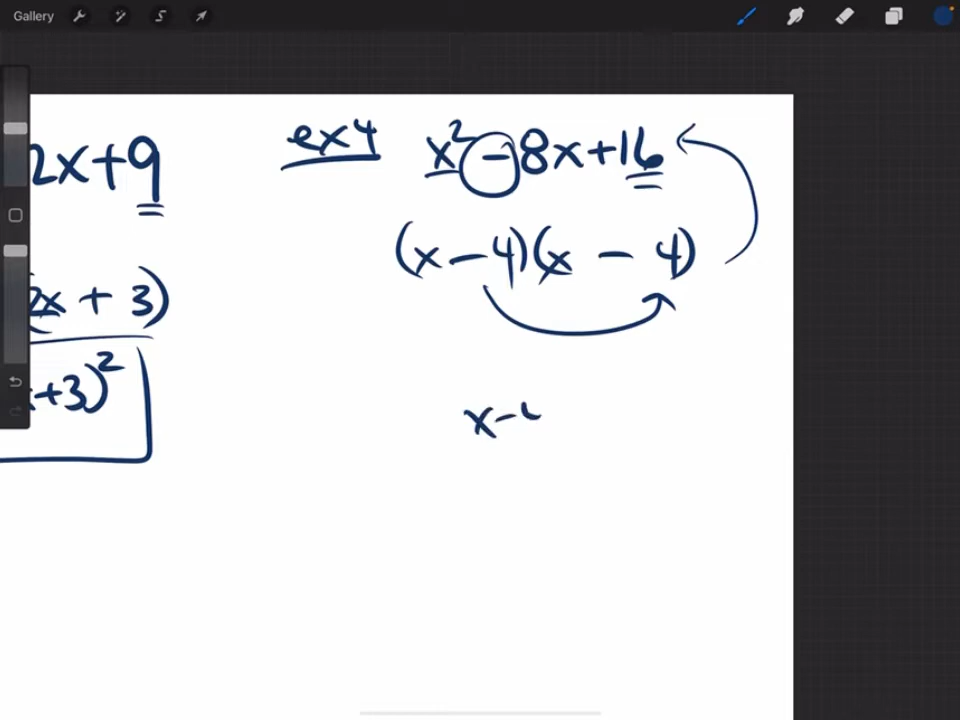 Gallery
2x+9
2x + 3)
+3)²
ex4
x²-8x+16
(x-4)(x - 4)
x-